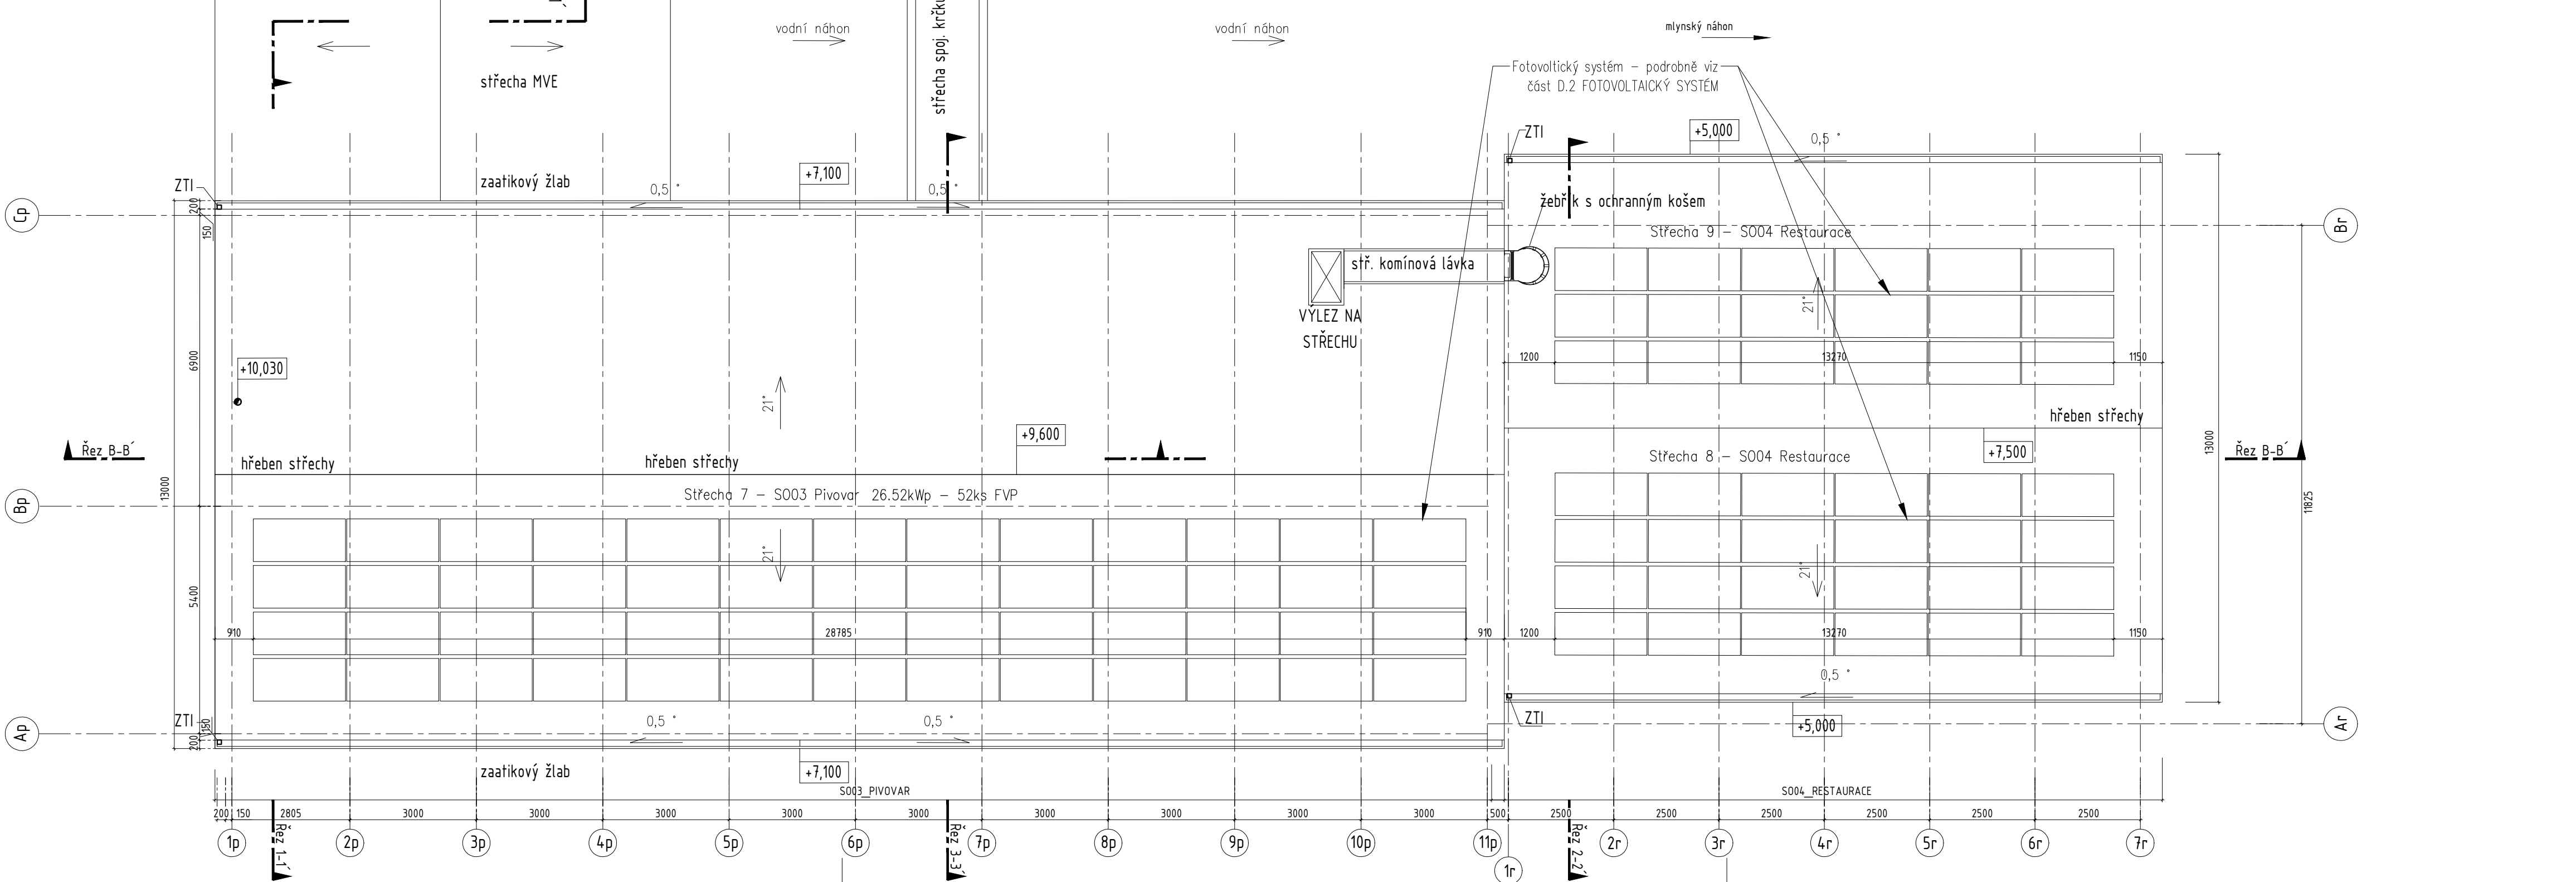 vodní náhon
vodní náhon
mlynský náhon
střecha MVE
střecha spoj. krčku
Fotovoltický systém – podrobně viz
část D.2 FOTOVOLTAICKÝ SYSTÉM
ZTI
+5,000
0,5 °
ZTI
zaatikový žlab
0,5 °
+7,100
0,5 °
žebřík s ochranným košem
Cp
200
150
Br
Střecha 9 – SO04 Restaurace
stř. komínová lávka
VÝLEZ NA
STŘECHU
21°
6900
+10,030
1200
13270
1150
21°
hřeben střechy
+9,600
+7,500
13000
Řez B-B´
hřeben střechy
hřeben střechy
Střecha 8 – SO04 Restaurace
Řez B-B´
13000
Bp
Střecha 7 – SO03 Pivovar 26.52kWp – 52ks FVP
11825
21°
21°
5400
910
28785
910
1200
13270
1150
0,5 °
ZTI
150
200
Ap
0,5 °
0,5 °
ZTI
+5,000
Ar
zaatikový žlab
+7,100
SO03_PIVOVAR
SO04_RESTAURACE
200
150
2805
3000
3000
3000
3000
3000
3000
3000
3000
3000
500
2500
2500
2500
2500
2500
2500
1p
2p
3p
4p
5p
6p
7p
8p
9p
10p
11p
1r
2r
3r
4r
5r
6r
7r
Řez 1-1´
Řez 3-3´
Řez 2-2´